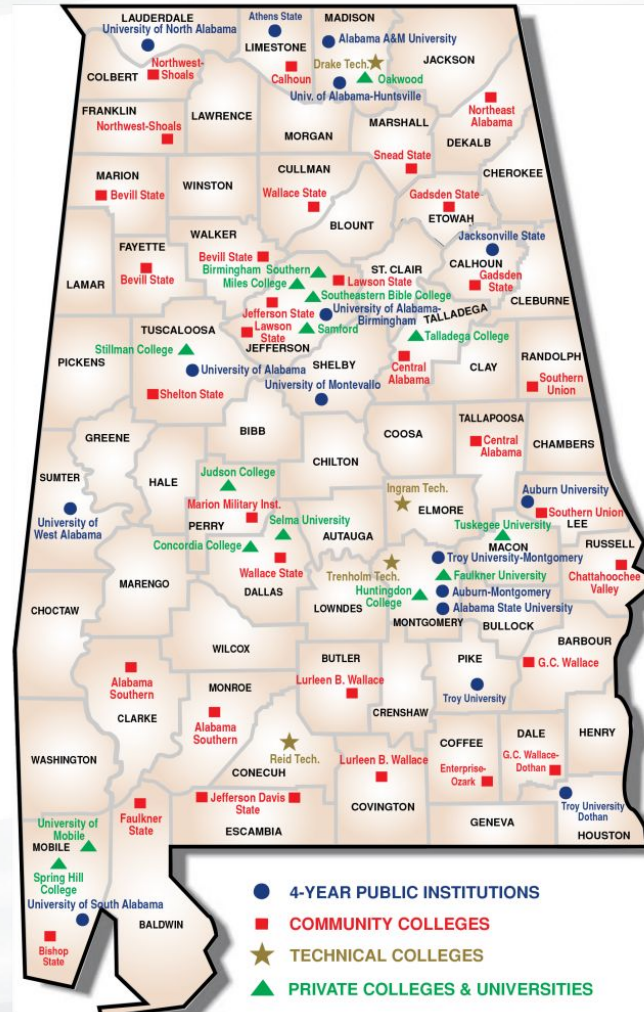 LAUDERDALE
University of North Alabama
Athens State
LIMESTONE
MADISON
Alabama A&M University
Drake Tech.
Oakwood
Univ. of Alabama-Huntsville
JACKSON
COLBERT
Northwest-
Shoals
Calhoun
FRANKLIN
Northwest-Shoals
LAWRENCE
MORGAN
MARSHALL
Snead State
Northeast
Alabama
DEKALB
CHEROKEE
MARION
Bevill State
WINSTON
CULLMAN
Wallace State
BLOUNT
Gadsden State
ETOWAH
LAMAR
FAYETTE
Bevill State
WALKER
Bevill State
Birmingham Southern
Miles College
Lawson State
Southeastern Bible College
Jefferson State
Lawson
State
University of Alabama-
Birmingham
Samford
JEFFERSON
ST. CLAIR
Jacksonville State
CALHOUN
Gadsden
State
CLEBURNE
TALLADEGA
Talladega College
PICKENS
TUSCALOOSA
Stillman College
University of Alabama
Shelton State
SHELBY
University of Montevallo
Central
Alabama
CLAY
RANDOLPH
Southern
Union
GREENE
BIBB
CHILTON
COOSA
TALLAPOOSA
Central
Alabama
CHAMBERS
SUMTER
University of
West Alabama
HALE
Judson College
Marion Military Inst.
PERRY
Selma University
Concordia College
Wallace State
DALLAS
AUTAUGA
Ingram Tech.
ELMORE
Auburn University
Southern Union
LEE
Tuskegee University
MACON
RUSSELL
Chattahoochee
Valley
Trenholm Tech.
Troy University-Montgomery
Faulkner University
Huntingdon
College
Auburn-Montgomery
Alabama State University
MONTGOMERY
BULLOCK
LOWNDES
MARENGO
CHOCTAW
WILCOX
BUTLER
Lurleen B. Wallace
PIKE
Troy University
BARBOUR
G.C. Wallace
Alabama
Southern
CLARKE
MONROE
Alabama
Southern
CRENSHAW
WASHINGTON
Reid Tech.
CONECUH
Lurleen B. Wallace
COVINGTON
COFFEE
Enterprise-
Ozark
DALE
G.C. Wallace-
Dothan
HENRY
Troy University
Dothan
HOUSTON
GENEVA
Jefferson Davis
State
ESCAMBIA
Faulkner
State
University of
Mobile
MOBILE
Spring Hill
College
University of South Alabama
Bishop
State
BALDWIN
4-YEAR PUBLIC INSTITUTIONS
COMMUNITY COLLEGES
TECHNICAL COLLEGES
PRIVATE COLLEGES & UNIVERSITIES